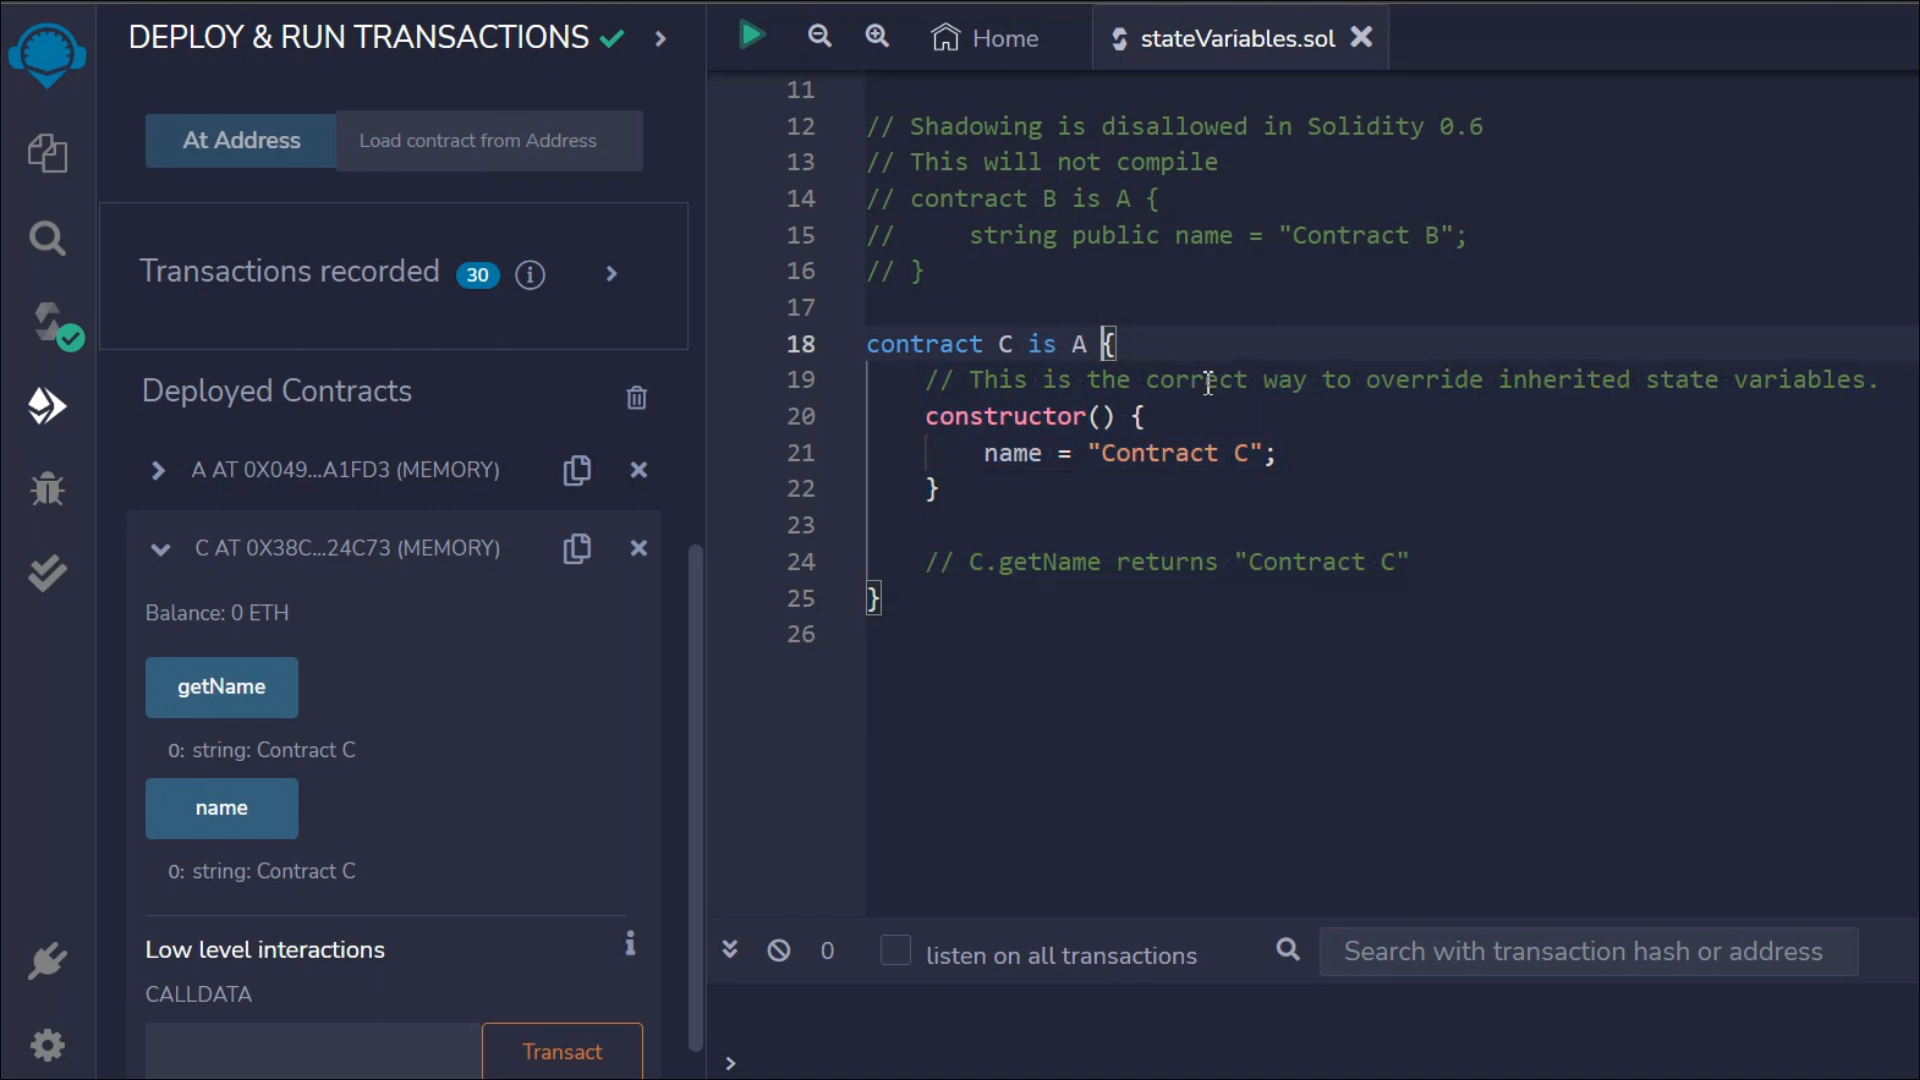 DEPLOY & RUN TRANSACTIONS
At Address
Load contract from Address
Transactions recorded 30
Deployed Contracts
A AT 0X049...A1FD3 (MEMORY)
C AT 0X38C...24C73 (MEMORY)
Balance: 0 ETH
getName
0: string: Contract C
name
0: string: Contract C
Low level interactions
CALLDATA
Transact
Home
stateVariables.sol
11
12 // Shadowing is disallowed in Solidity 0.6
13 // This will not compile
14 // contract B is A {
15 //     string public name = "Contract B";
16 // }
17
18 contract C is A {
19     // This is the correct way to override inherited state variables.
20     constructor() {
21         name = "Contract C";
22     }
23
24     // C.getName returns "Contract C"
25 }
26
0
listen on all transactions
Search with transaction hash or address
>